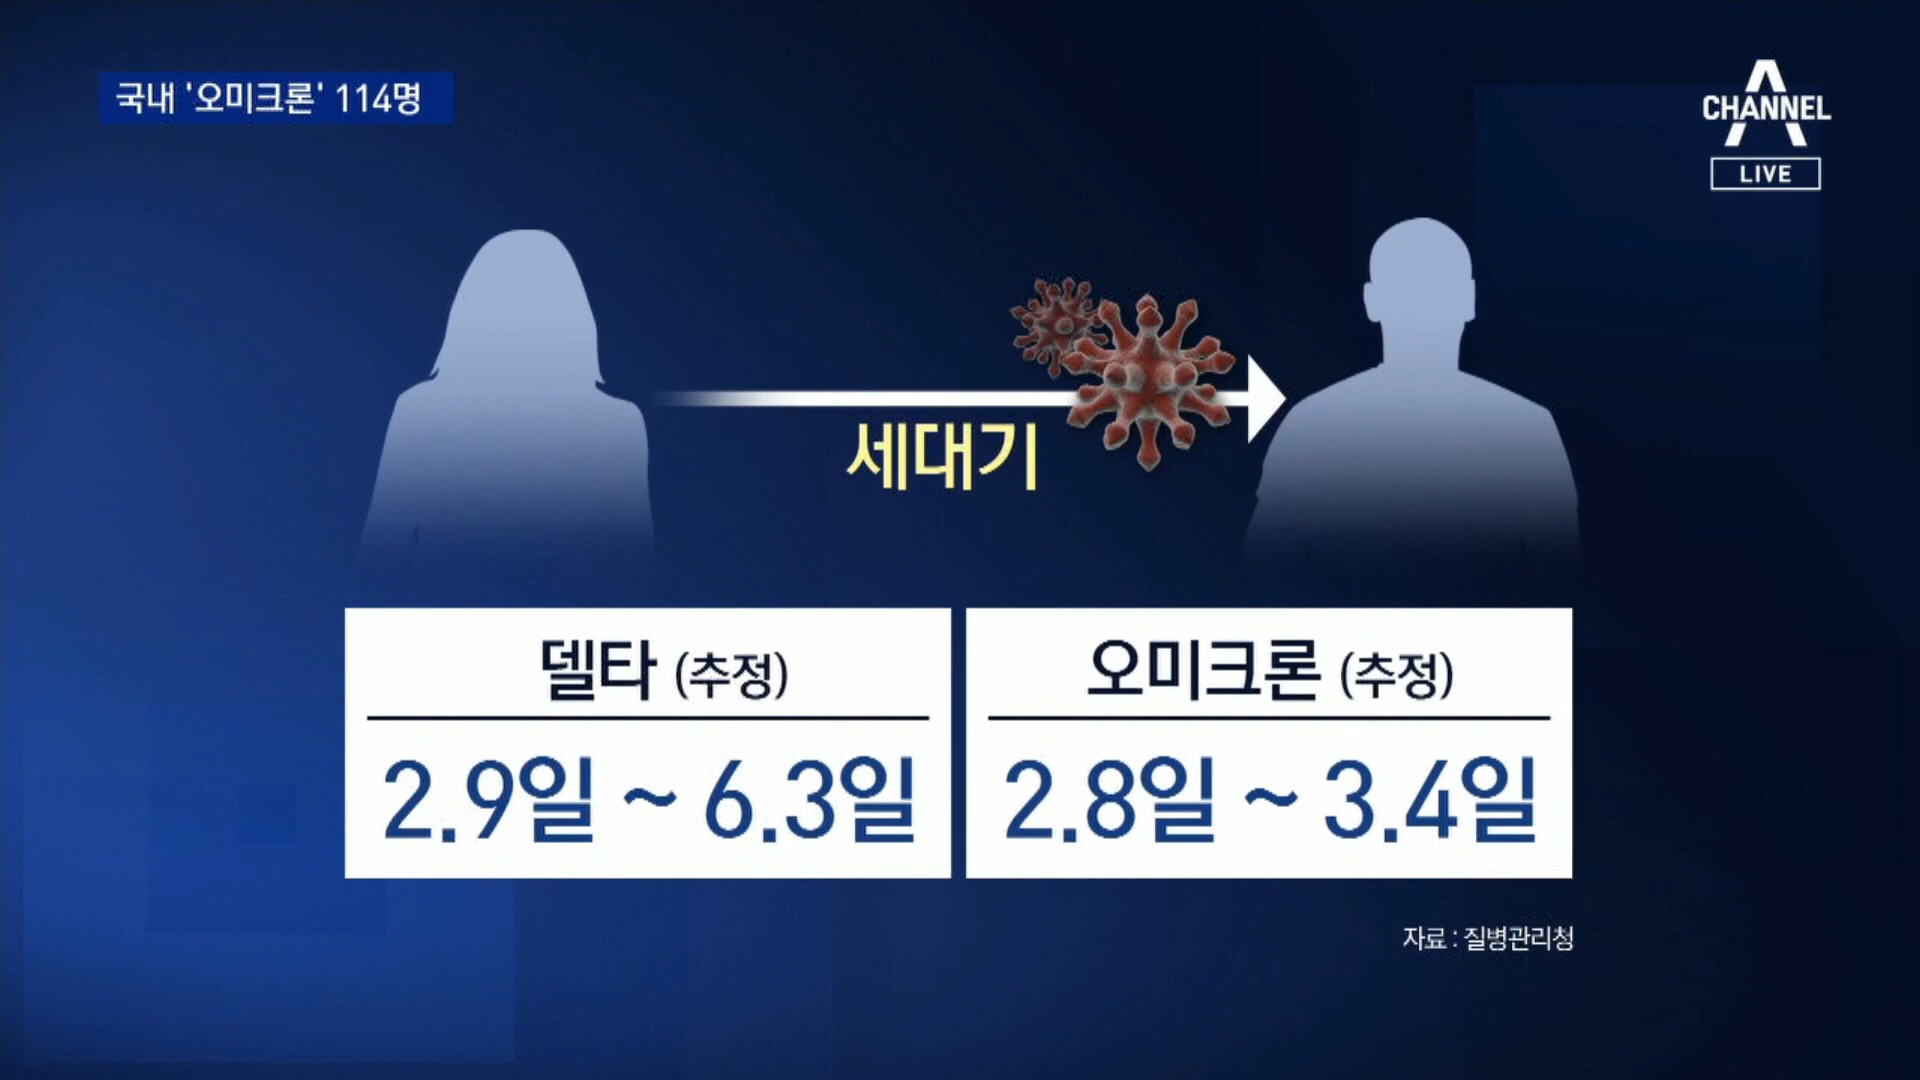 국내 '오미크론' 114명
CHANNEL A
LIVE
세대기
델타 (추정)
2.9일 ~ 6.3일
오미크론 (추정)
2.8일 ~ 3.4일
자료 : 질병관리청